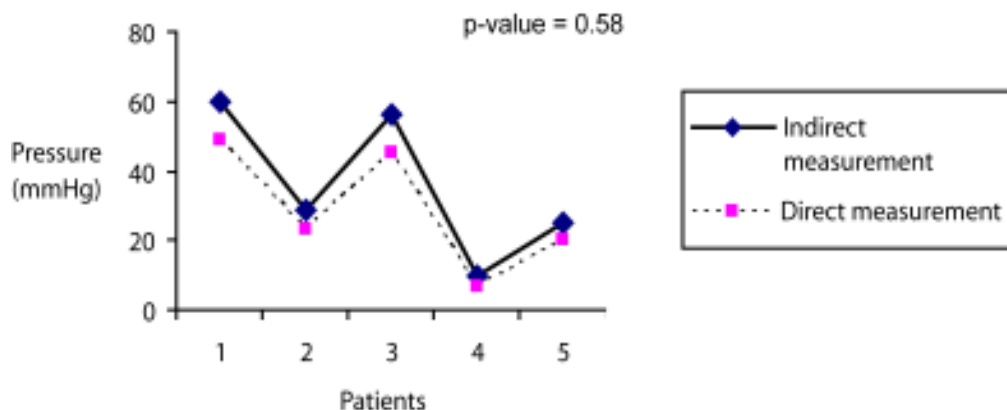 p-value = 0.58
80
60
40
20
0
Pressure
(mmHg)
1 2 3 4 5
Patients
Indirect
measurement
Direct measurement